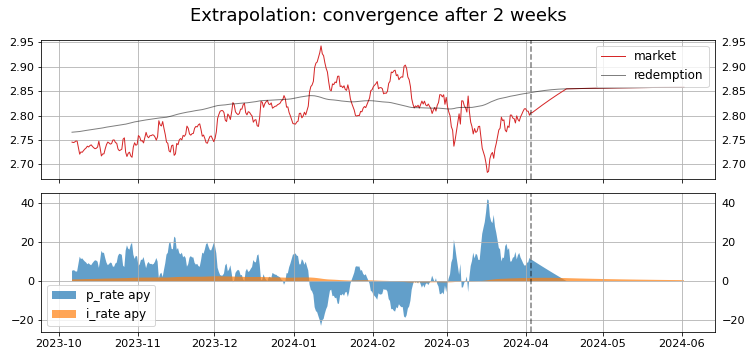 Extrapolation: convergence after 2 weeks
2.95 2.95
market
2.90 2.90
redemption
2.85 2.85
2.80 2.80
2.75 2.75
2.70 2.70
40 40
20 20
0 0
p_rate apy
i_rate apy
−20 −20
2023-10 2023-11 2023-12 2024-01 2024-02 2024-03 2024-04 2024-05 2024-06